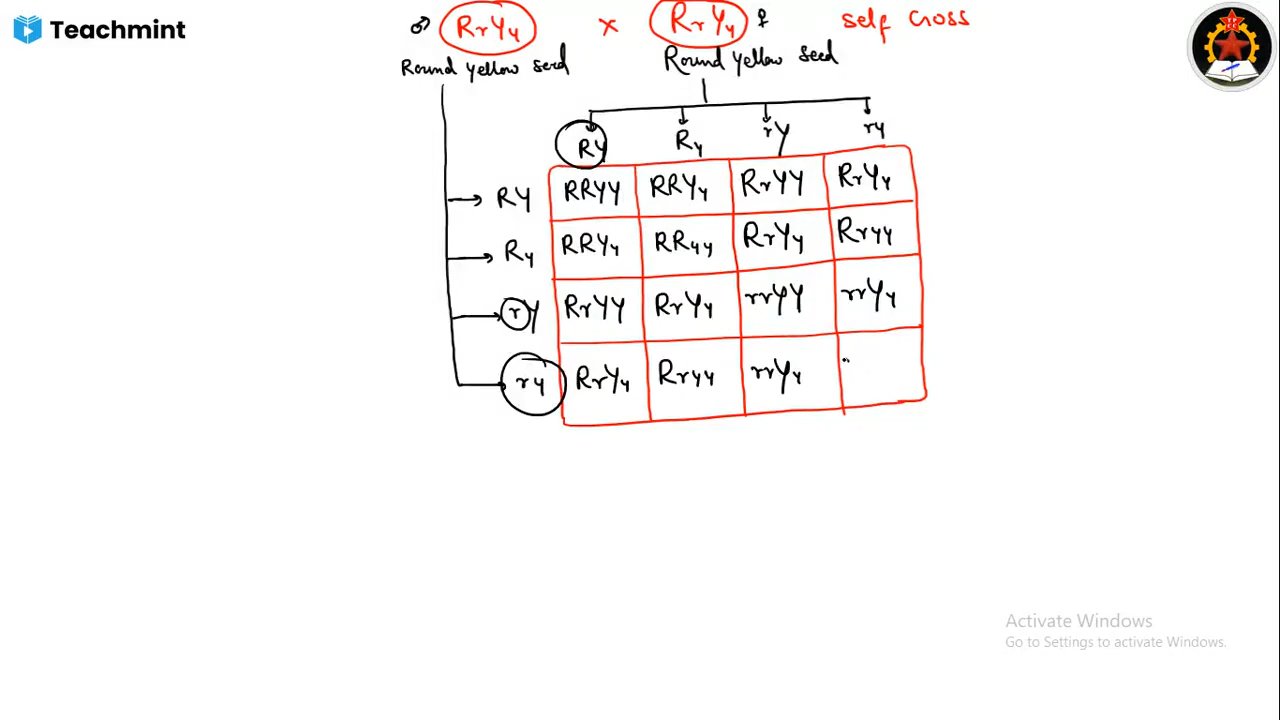 Teachmint
♂ RrYy x RrYy ♀ self cross
Round yellow seed Round yellow seed
RY Ry rY ry
RY RRYY RRYy RrYY RrYy
Ry RRYy RRyy RrYy Rryy
rY RrYY RrYy rrYY rrYy
ry RrYy Rryy rrYy
Activate Windows
Go to Settings to activate Windows.